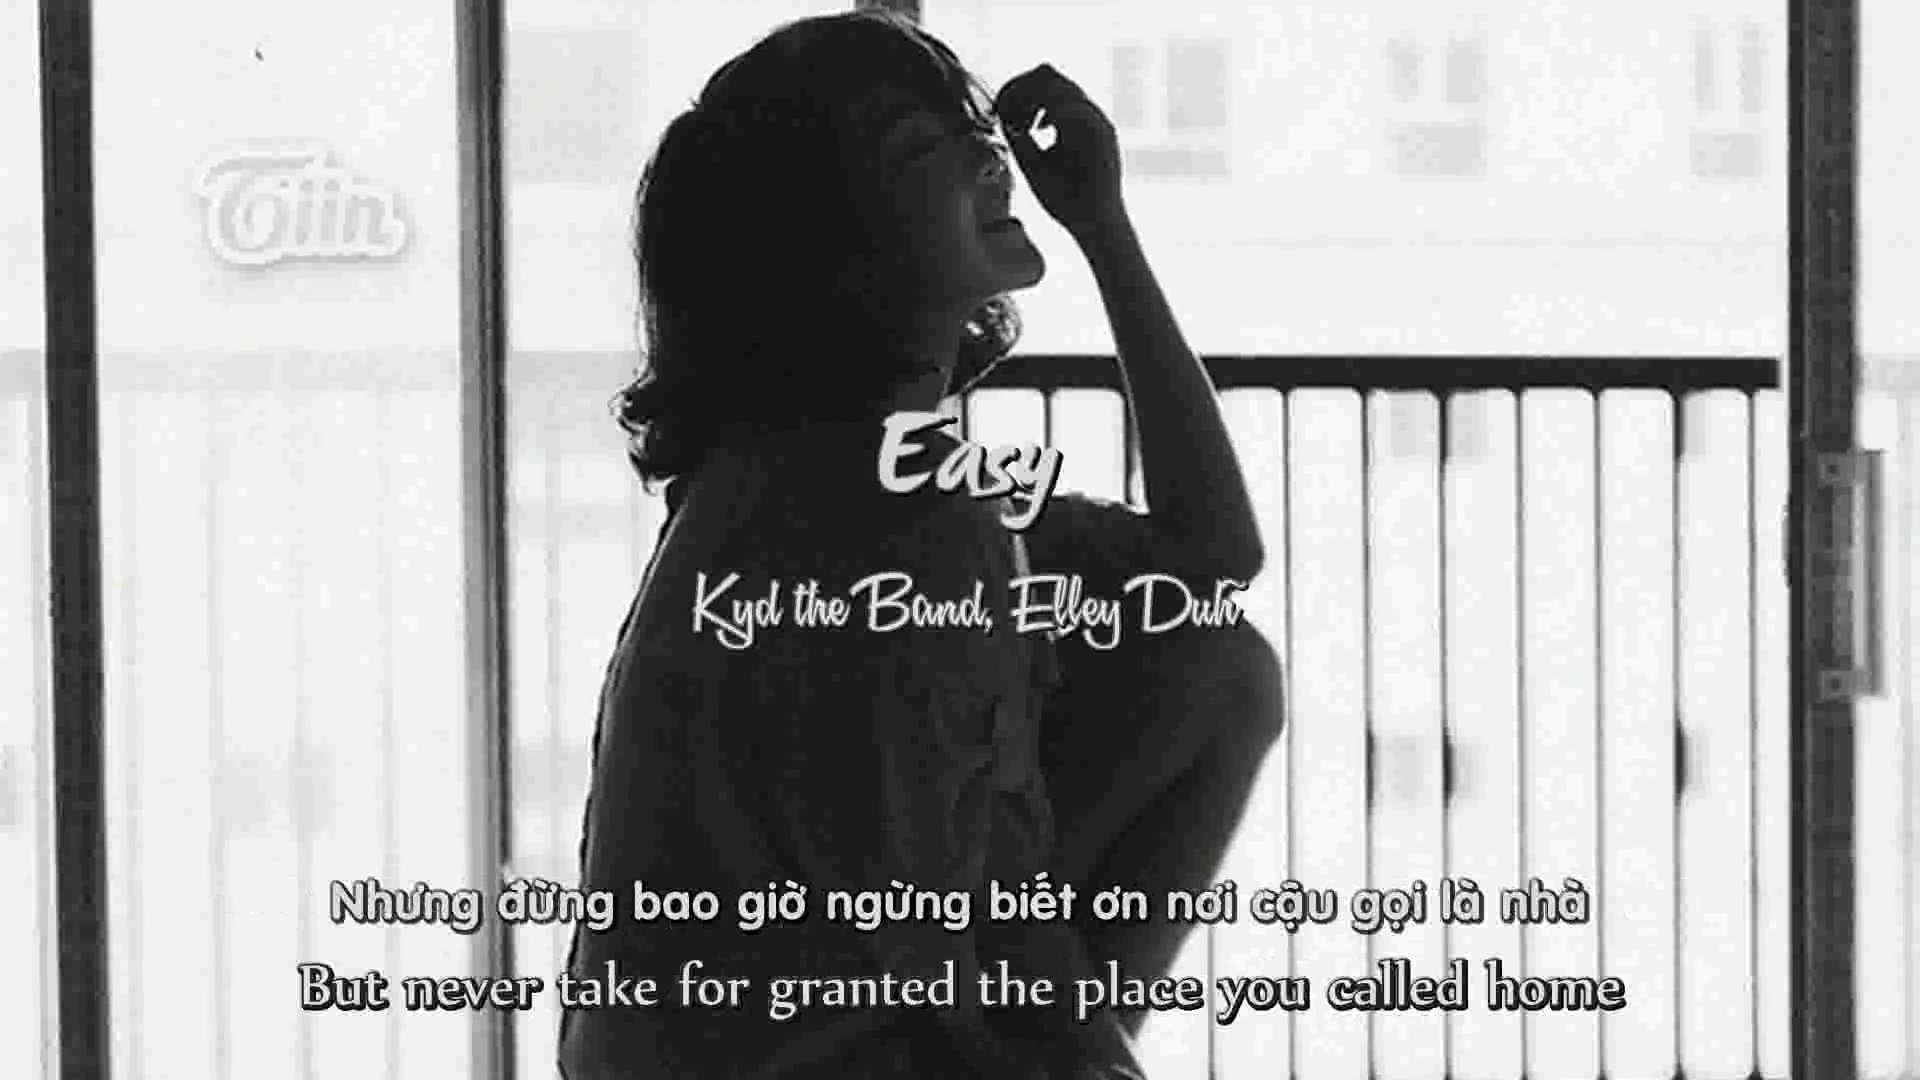 Tiin
Easy
Kyd the Band, Elley Duhé
Nhưng đừng bao giờ ngừng biết ơn nơi cậu gọi là nhà
But never take for granted the place you called home